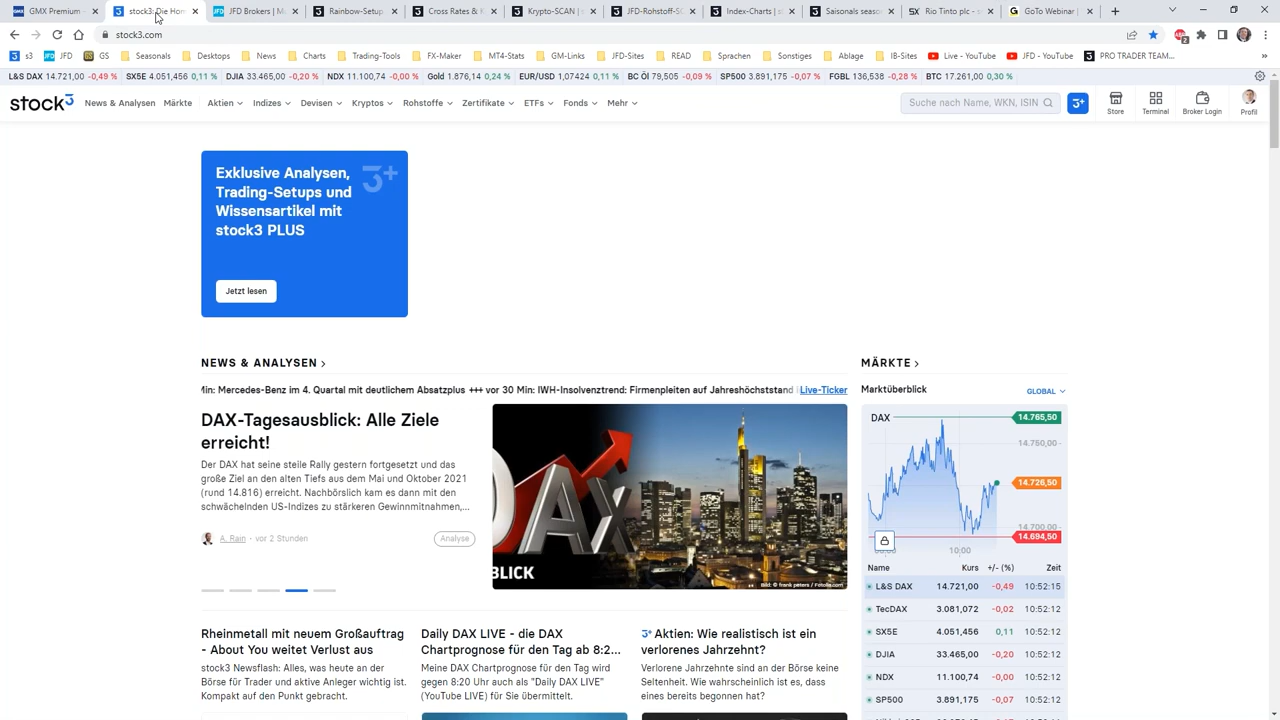 GMX Premium
stock3: Die Hom
JFD Brokers | M
Rainbow-Setup
Cross Rates & K
Krypto-SCAN |
JFD-Rohstoff-S
Index-Charts |
Saisonals season
Rio Tinto plc - s
GoTo Webinar |
stock3.com
s3
JFD
GS
Seasonals
Desktops
News
Charts
Trading-Tools
FX-Maker
MT4-Stats
GM-Links
JFD-Sites
READ
Sprachen
Sonstiges
Ablage
IB-Sites
Live - YouTube
JFD - YouTube
PRO TRADER TEAM...
L&S DAX 14.721,00 -0,49 % SX5E 4.051,456 0,11 % DJIA 33.465,00 -0,20 % NDX 11.100,74 -0,00 % Gold 1.876,14 0,24 % EUR/USD 1,07424 0,11 % BC Öl 79,505 -0,09 % SP500 3.891,175 -0,07 % FGBL 136,538 -0,28 % BTC 17.261,00 0,30 %
stock3
News & Analysen
Märkte
Aktien
Indizes
Devisen
Kryptos
Rohstoffe
Zertifikate
ETFs
Fonds
Mehr
Suche nach Name, WKN, ISIN
3+
Store
Terminal
Broker Login
Profil
Exklusive Analysen,
Trading-Setups und
Wissensartikel mit
stock3 PLUS
3+
Jetzt lesen
NEWS & ANALYSEN
Min: Mercedes-Benz im 4. Quartal mit deutlichem Absatzplus +++ vor 30 Min: IWH-Insolvenztrend: Firmenpleiten auf Jahreshöchststand
Live-Ticker
DAX-Tagesausblick: Alle Ziele
erreicht!
Der DAX hat seine steile Rally gestern fortgesetzt und das
große Ziel an den alten Tiefs aus dem Mai und Oktober 2021
(rund 14.816) erreicht. Nachbörslich kam es dann mit den
schwächelnden US-Indizes zu stärkeren Gewinnmitnahmen,...
A. Rain · vor 2 Stunden
Analyse
DAX
BLICK
Bild: © frank peters / Fotolia.com
MÄRKTE
Marktüberblick
GLOBAL
DAX
14.765,50
14.750,00
14.726,50
14.700,00
14.694,50
10:00
Name Kurs +/- (%) Zeit
L&S DAX 14.721,00 -0,49 10:52:15
TecDAX 3.081,072 -0,02 10:52:12
SX5E 4.051,456 0,11 10:52:12
DJIA 33.465,00 -0,20 10:52:12
NDX 11.100,74 -0,00 10:52:12
SP500 3.891,175 -0,07 10:52:12
Rheinmetall mit neuem Großauftrag
- About You weitet Verlust aus
stock3 Newsflash: Alles, was heute an der
Börse für Trader und aktive Anleger wichtig ist.
Kompakt auf den Punkt gebracht.
Daily DAX LIVE - die DAX
Chartprognose für den Tag ab 8:2...
Meine DAX Chartprognose für den Tag wird
gegen 8:20 Uhr auch als "Daily DAX LIVE"
(YouTube LIVE) für Sie übermittelt.
3+ Aktien: Wie realistisch ist ein
verlorenes Jahrzehnt?
Verlorene Jahrzehnte sind an der Börse keine
Seltenheit. Wie wahrscheinlich ist es, dass
eines bereits begonnen hat?